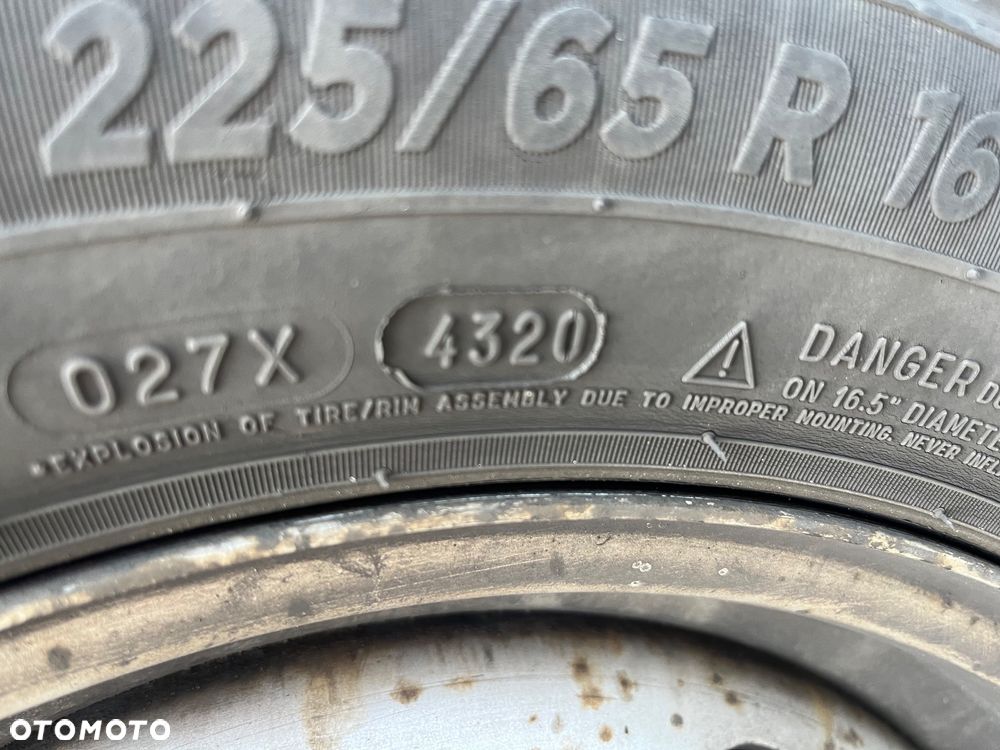 225/65 R 16
027X
4320
DANGER
ON 16.5" DIAMETE
EXPLOSION OF TIRE/RIM ASSEMBLY DUE TO IMPROPER MOUNTING. NEVER INFL
OTOMOTO